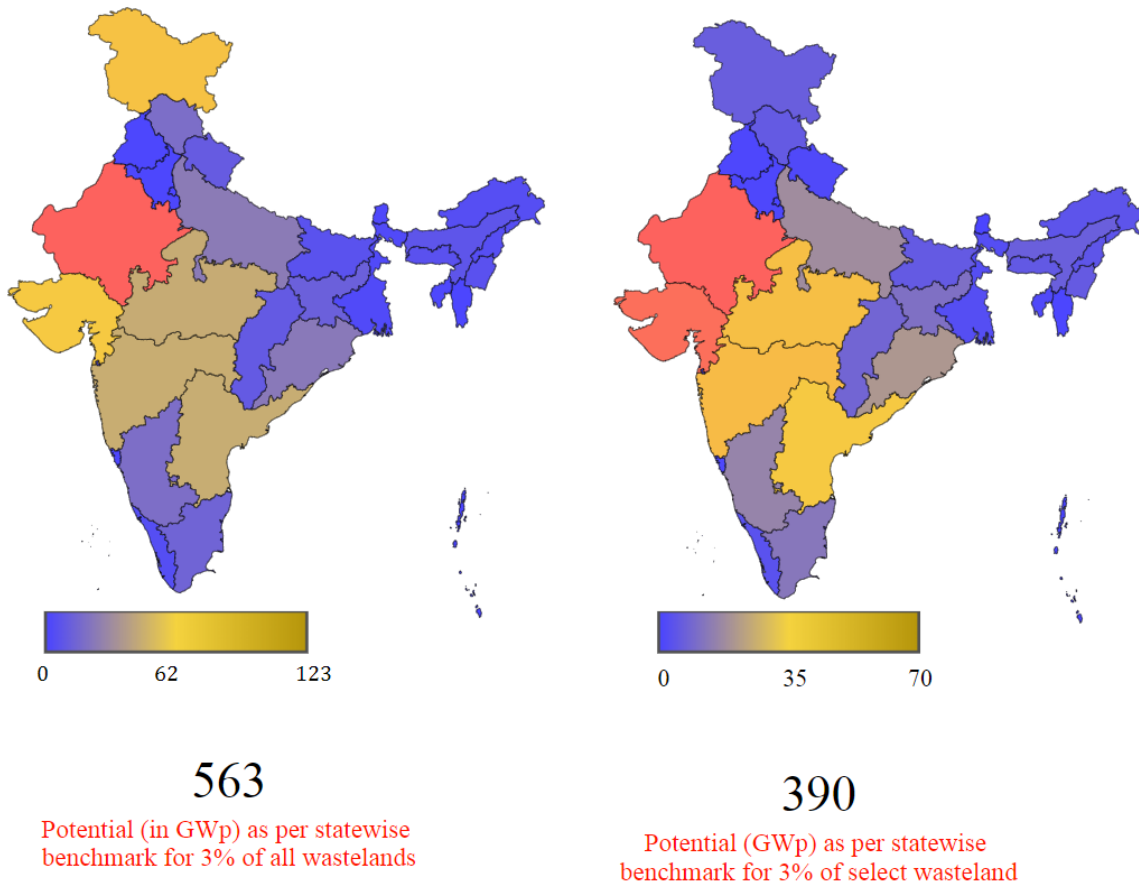 0
62
123
0
35
70
563
Potential (in GWp) as per statewise
benchmark for 3% of all wastelands
390
Potential (GWp) as per statewise
benchmark for 3% of select wasteland